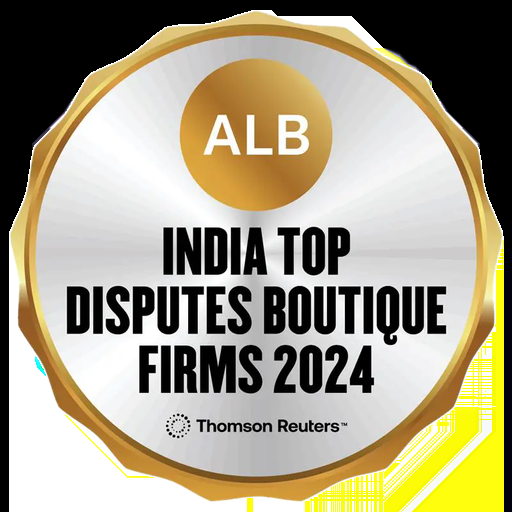 ALB
INDIA TOP
DISPUTES BOUTIQUE
FIRMS 2024
Thomson Reuters™